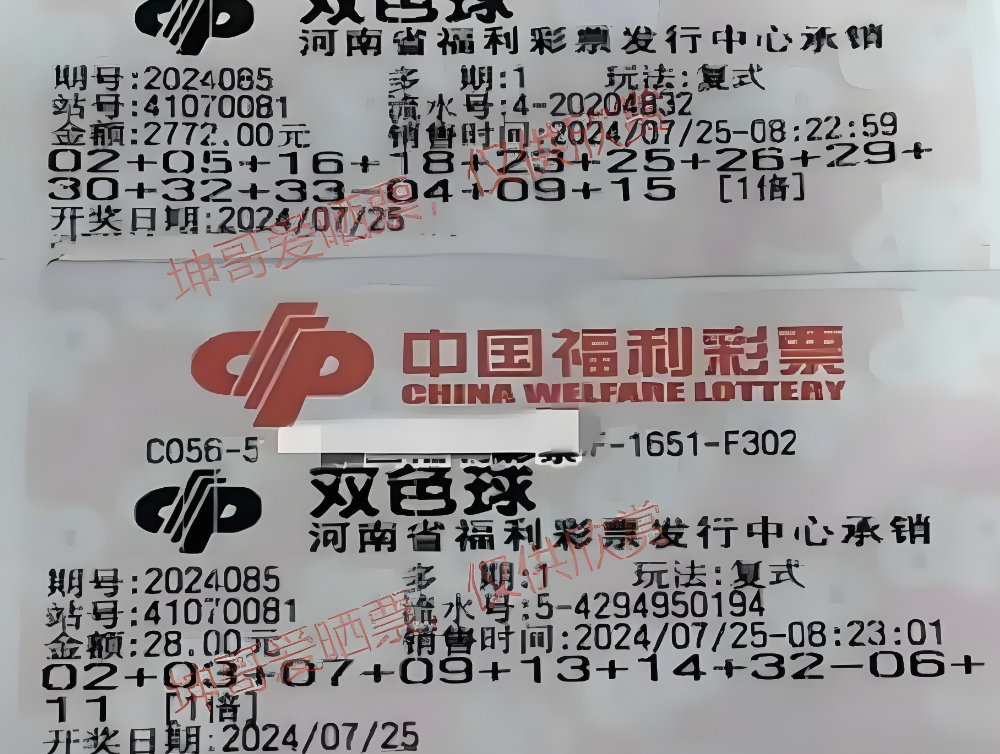 双色球
河南省福利彩票发行中心承销
期号:2024085 多 期:1 玩法:复式
站号:41070081 流水号:4-20204832
金额:2772.00元 销售时间:2024/07/25-08:22:59
02+05+16+18+23+25+26+29+
30+32+33-04+09+15 [1倍]
开奖日期:2024/07/25
坤哥爱晒票,仅供欣赏
中国福利彩票
CHINA WELFARE LOTTERY
C056-5 F-1651-F302
双色球
河南省福利彩票发行中心承销
期号:2024085 多 期:1 玩法:复式
站号:41070081 流水号:5-4294950194
金额:28.00元 销售时间:2024/07/25-08:23:01
02+03+07+09+13+14+32-06+
11 [1倍]
开奖日期:2024/07/25
坤哥爱晒票,仅供欣赏